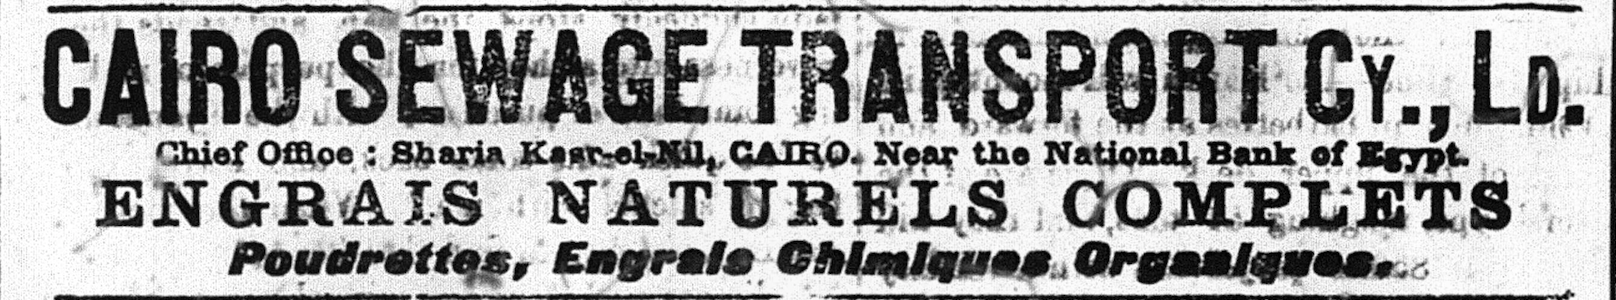 CAIRO SEWAGE TRANSPORT CY., LD.
Chief Office : Sharia Kasr-el-Nil, CAIRO. Near the National Bank of Egypt.
ENGRAIS NATURELS COMPLETS
Poudrettes, Engrais Chimiques Organiques.